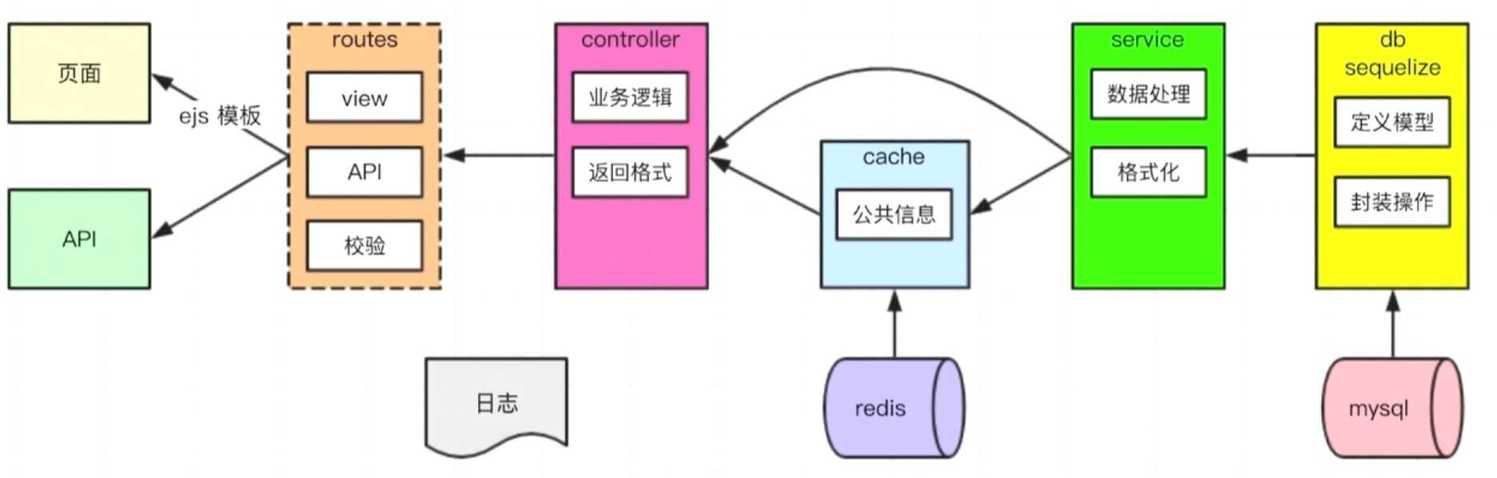 页面
ejs 模板
API
routes
view
API
校验
controller
业务逻辑
返回格式
cache
公共信息
service
数据处理
格式化
db
sequelize
定义模型
封装操作
日志
redis
mysql